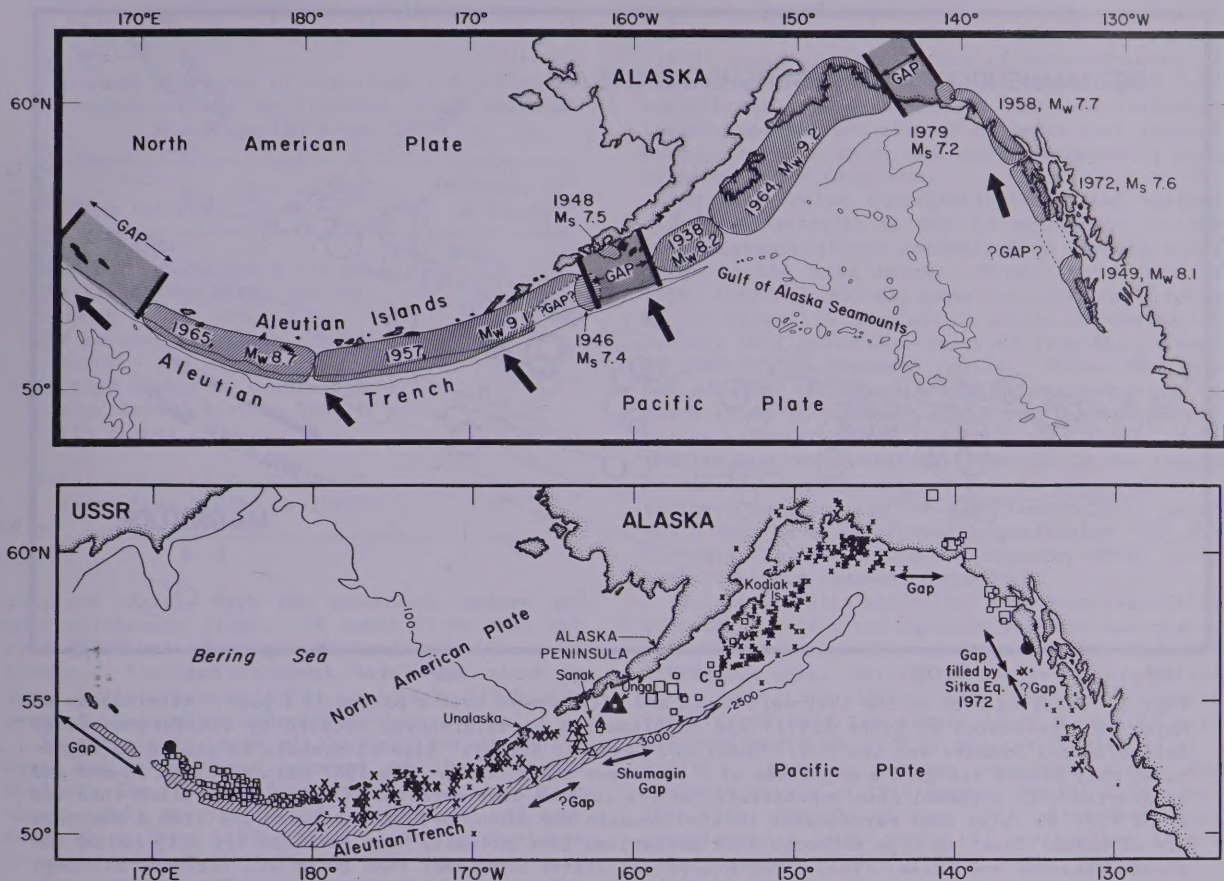 170°E 180° 170° 160°W 150° 140° 130°W
60°N
50°N
ALASKA
North American Plate
GAP
GAP
1958, Mw 7.7
1979
Ms 7.2
1972, Ms 7.6
?GAP?
1949, Mw 8.1
1964, Mw 9.2
1948
Ms 7.5
1938
Mw 8.2
GAP
?GAP?
1946
Ms 7.4
Gulf of Alaska Seamounts
Aleutian Islands
1965, Mw 8.7
1957, Mw 9.1
Aleutian Trench
Pacific Plate
USSR
ALASKA
60°N
55°
50°
100
Bering Sea
North American Plate
Kodiak
Is.
ALASKA
PENINSULA
Sanak
Unga
Unalaska
C
Gap
Gap
Gap
filled by
Sitka Eq.
1972
?Gap
2500
3000
Shumagin
Gap
?Gap
Pacific Plate
Aleutian Trench
170°E 180° 170° 160°W 150° 140° 130°W